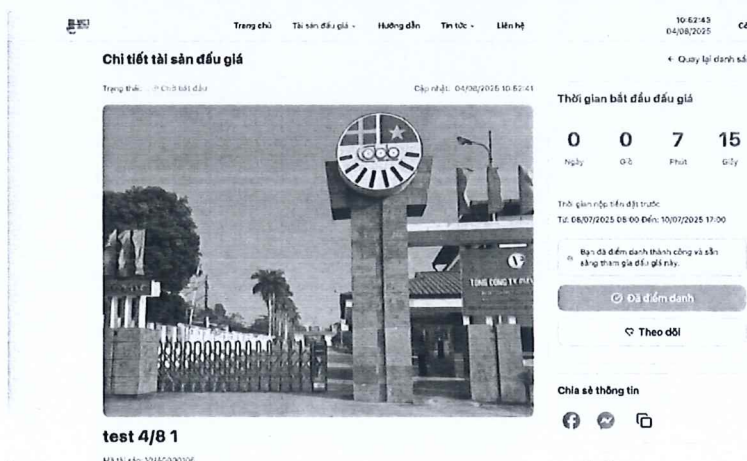 Trang chủ Tài sản đấu giá Hướng dẫn Tin tức Liên hệ
10:52:43
04/08/2025
Chi tiết tài sản đấu giá
Quay lại danh sá
Trạng thái: Chờ bắt đầu
Cập nhật: 04/08/2025 10:52:41
Thời gian bắt đầu đấu giá
0 0 7 15
Ngày Giờ Phút Giây
Thời gian nộp tiền đặt trước
Từ: 08/07/2025 08:00 Đến: 10/07/2025 17:00
Bạn đã điểm danh thành công và sẵn
sàng tham gia đấu giá này.
Đã điểm danh
Theo dõi
TỔNG CÔNG TY
Chia sẻ thông tin
test 4/8 1